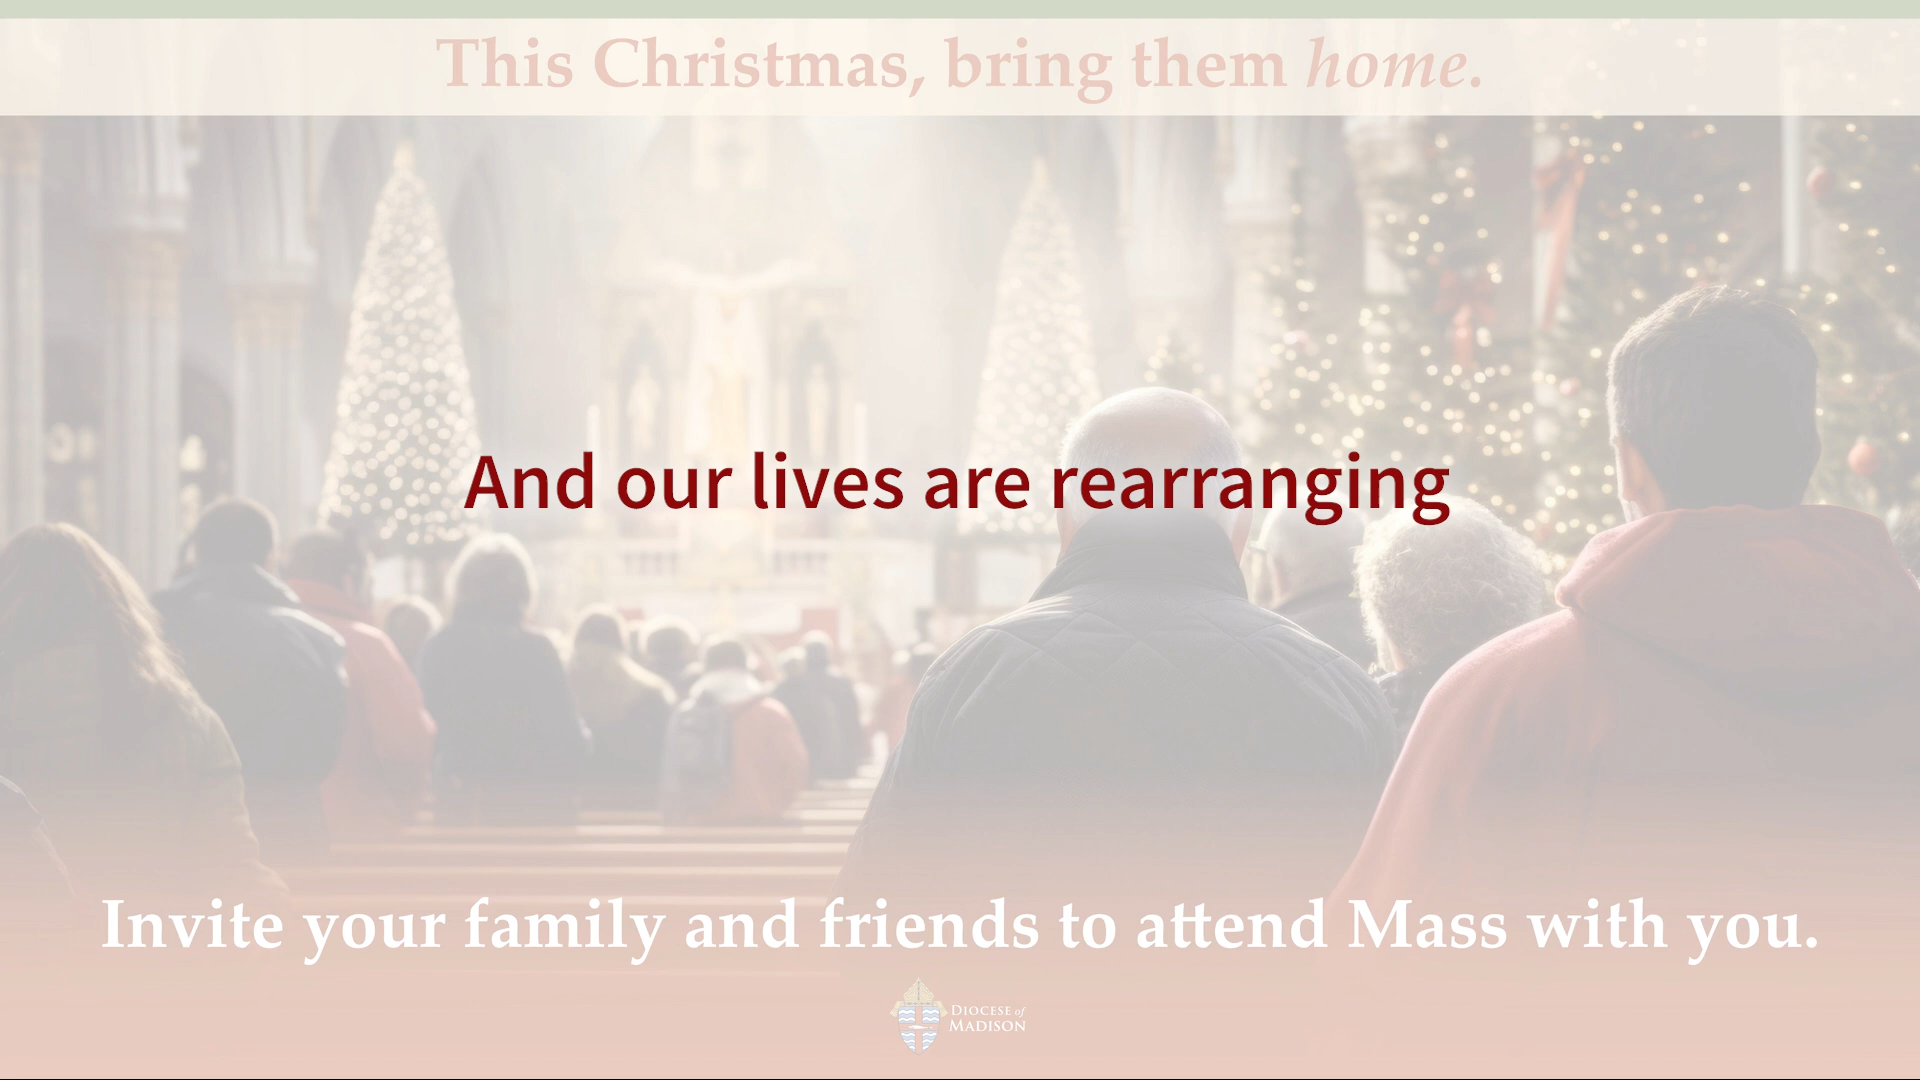 This Christmas, bring them home.
And our lives are rearranging
Invite your family and friends to attend Mass with you.
DIOCESE of
MADISON